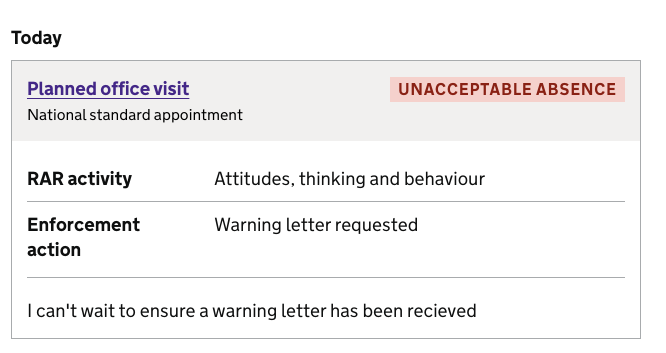 Today
Planned office visit
UNACCEPTABLE ABSENCE
National standard appointment
RAR activity
Attitudes, thinking and behaviour
Enforcement action
Warning letter requested
I can't wait to ensure a warning letter has been recieved